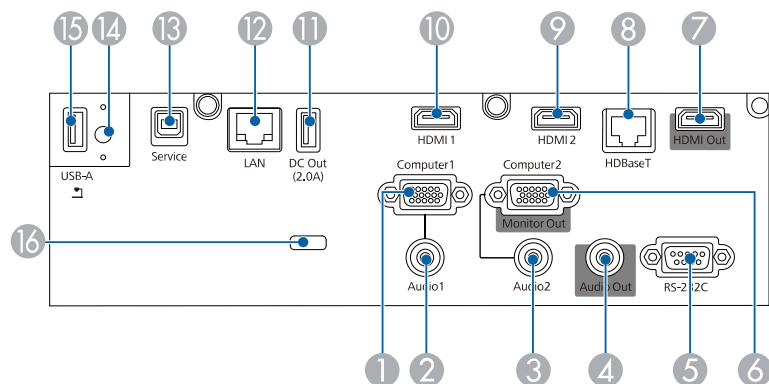 15 14 13 12 11 10 9 8 7
HDMI 1 HDMI 2 HDMI Out
Service LAN DC Out HDBaseT
(2.0A)
USB-A Computer1 Computer2
Monitor Out
16
Audio1 Audio2 Audio Out RS-232C
1 2 3 4 5 6